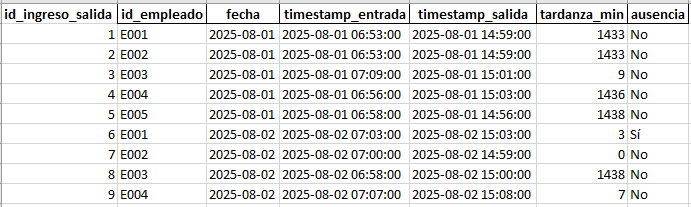 id_ingreso_salida id_empleado fecha timestamp_entrada timestamp_salida tardanza_min ausencia
1 E001 2025-08-01 2025-08-01 06:53:00 2025-08-01 14:59:00 1433 No
2 E002 2025-08-01 2025-08-01 06:53:00 2025-08-01 14:59:00 1433 No
3 E003 2025-08-01 2025-08-01 07:09:00 2025-08-01 15:01:00 9 No
4 E004 2025-08-01 2025-08-01 06:56:00 2025-08-01 15:03:00 1436 No
5 E005 2025-08-01 2025-08-01 06:58:00 2025-08-01 14:56:00 1438 No
6 E001 2025-08-02 2025-08-02 07:03:00 2025-08-02 15:03:00 3 Sí
7 E002 2025-08-02 2025-08-02 07:00:00 2025-08-02 14:59:00 0 No
8 E003 2025-08-02 2025-08-02 06:58:00 2025-08-02 15:00:00 1438 No
9 E004 2025-08-02 2025-08-02 07:07:00 2025-08-02 15:08:00 7 No